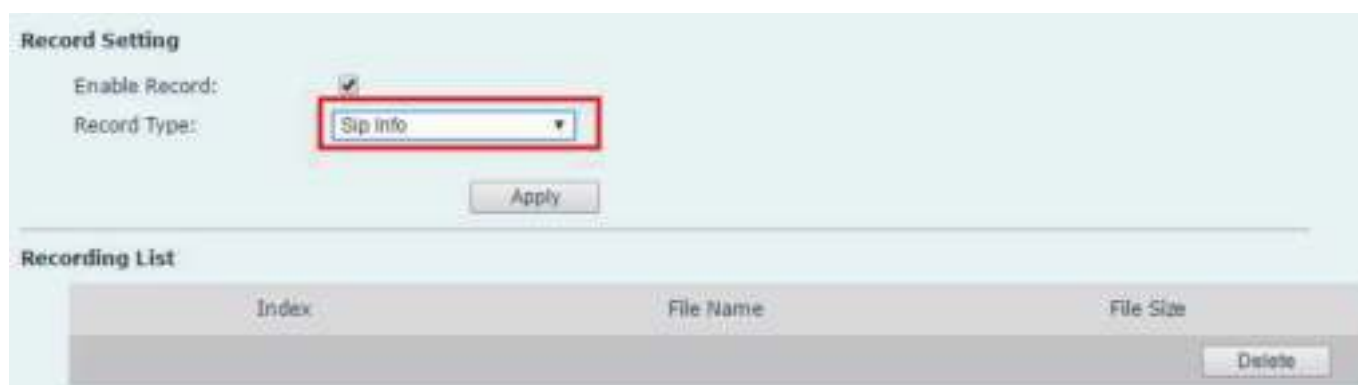 Record Setting
Enable Record:
Record Type: Sip Info
Apply
Recording List
Index File Name File Size
Delete